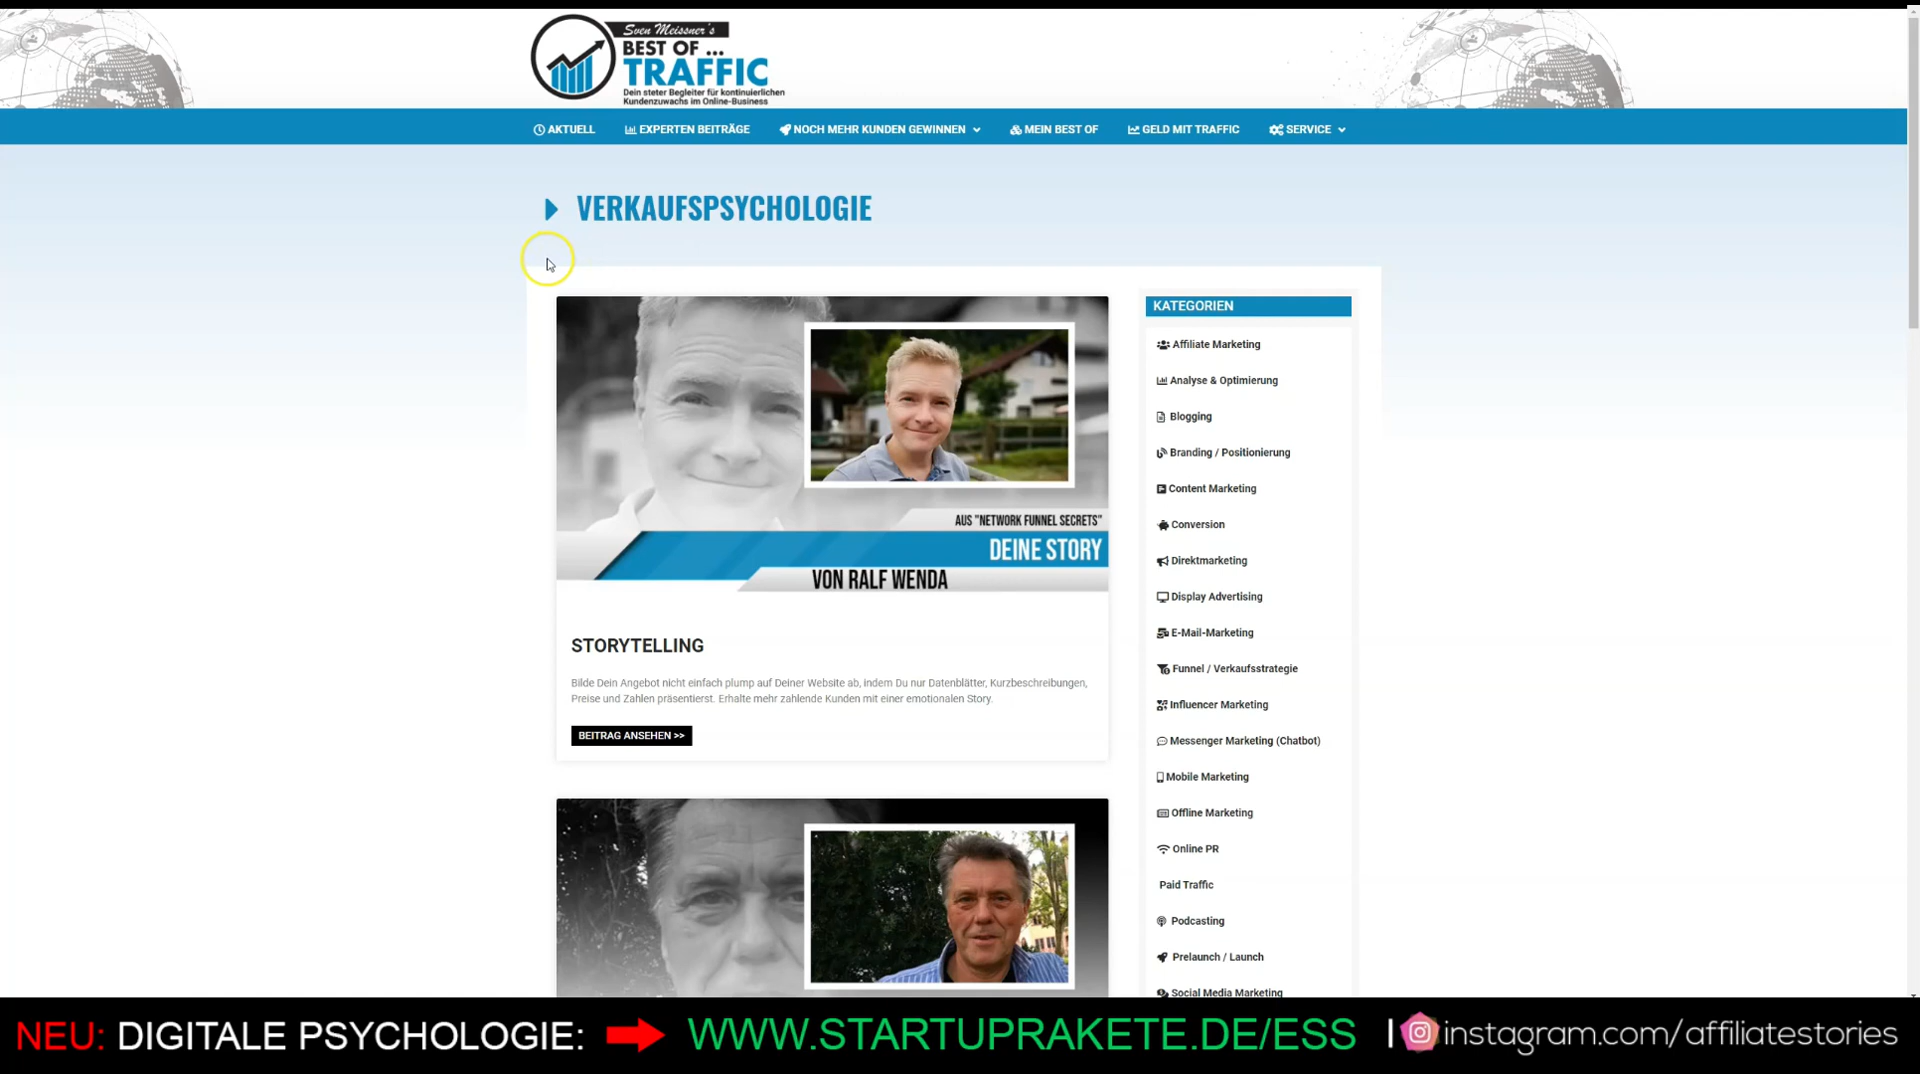 Sven Meissner's
BEST OF ...
TRAFFIC
Dein steter Begleiter für kontinuierlichen
Kundenzuwachs im Online-Business
AKTUELL
EXPERTEN BEITRÄGE
NOCH MEHR KUNDEN GEWINNEN
MEIN BEST OF
GELD MIT TRAFFIC
SERVICE
VERKAUFSPSYCHOLOGIE
AUS "NETWORK FUNNEL SECRETS"
DEINE STORY
VON RALF WENDA
STORYTELLING
Bilde Dein Angebot nicht einfach plump auf Deiner Website ab, indem Du nur Datenblätter, Kurzbeschreibungen,
Preise und Zahlen präsentierst. Erhalte mehr zahlende Kunden mit einer emotionalen Story.
BEITRAG ANSEHEN >>
KATEGORIEN
Affiliate Marketing
Analyse & Optimierung
Blogging
Branding / Positionierung
Content Marketing
Conversion
Direktmarketing
Display Advertising
E-Mail-Marketing
Funnel / Verkaufsstrategie
Influencer Marketing
Messenger Marketing (Chatbot)
Mobile Marketing
Offline Marketing
Online PR
Paid Traffic
Podcasting
Prelaunch / Launch
Social Media Marketing
NEU: DIGITALE PSYCHOLOGIE: WWW.STARTUPRAKETE.DE/ESS | instagram.com/affiliatestories